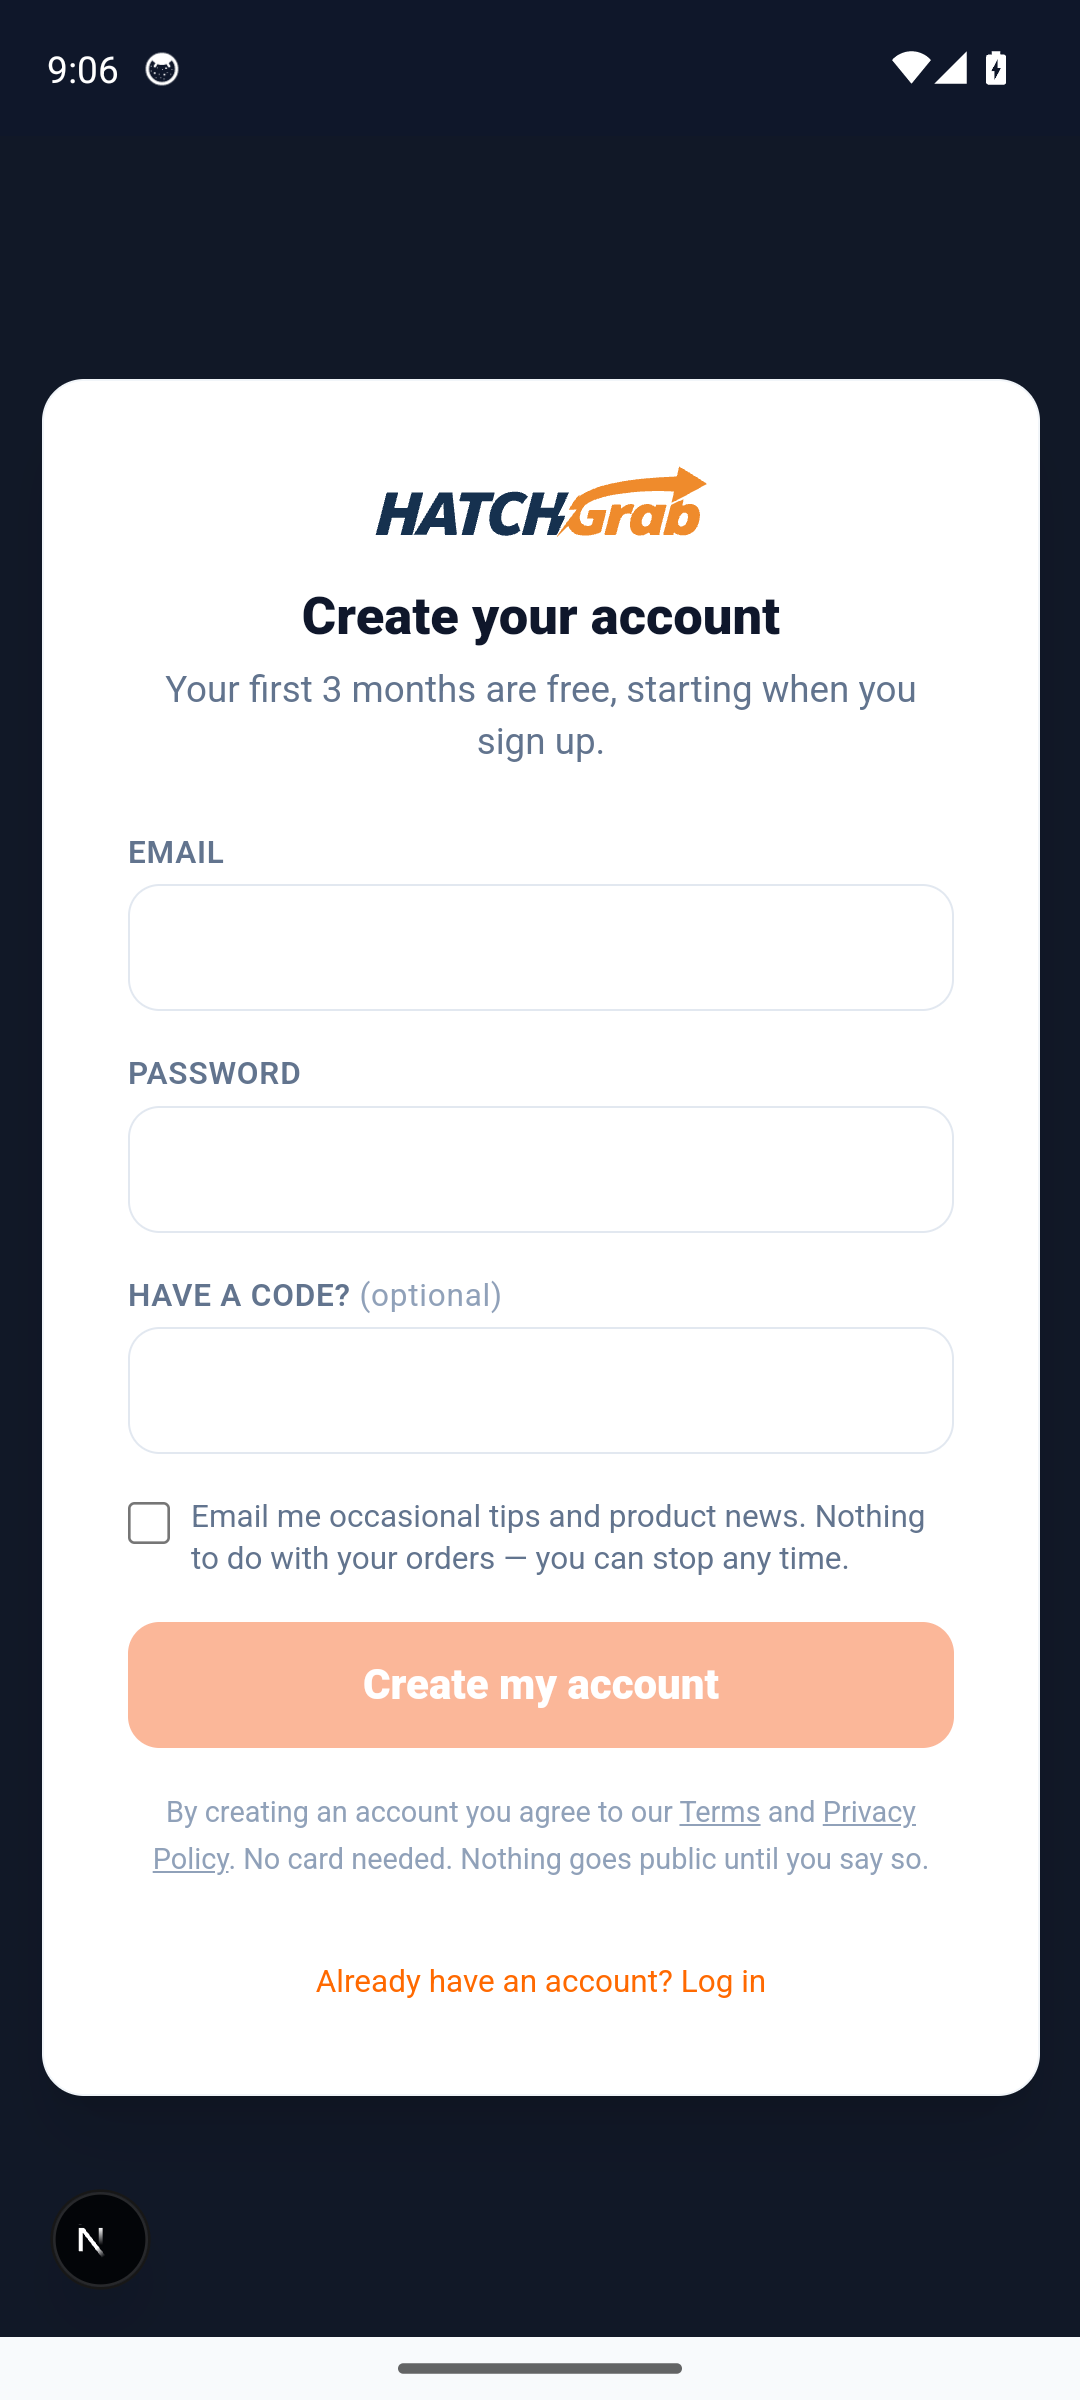 9:06
HATCHGrab
Create your account
Your first 3 months are free, starting when you
sign up.
EMAIL
PASSWORD
HAVE A CODE? (optional)
Email me occasional tips and product news. Nothing
to do with your orders — you can stop any time.
Create my account
By creating an account you agree to our Terms and Privacy
Policy. No card needed. Nothing goes public until you say so.
Already have an account? Log in
N